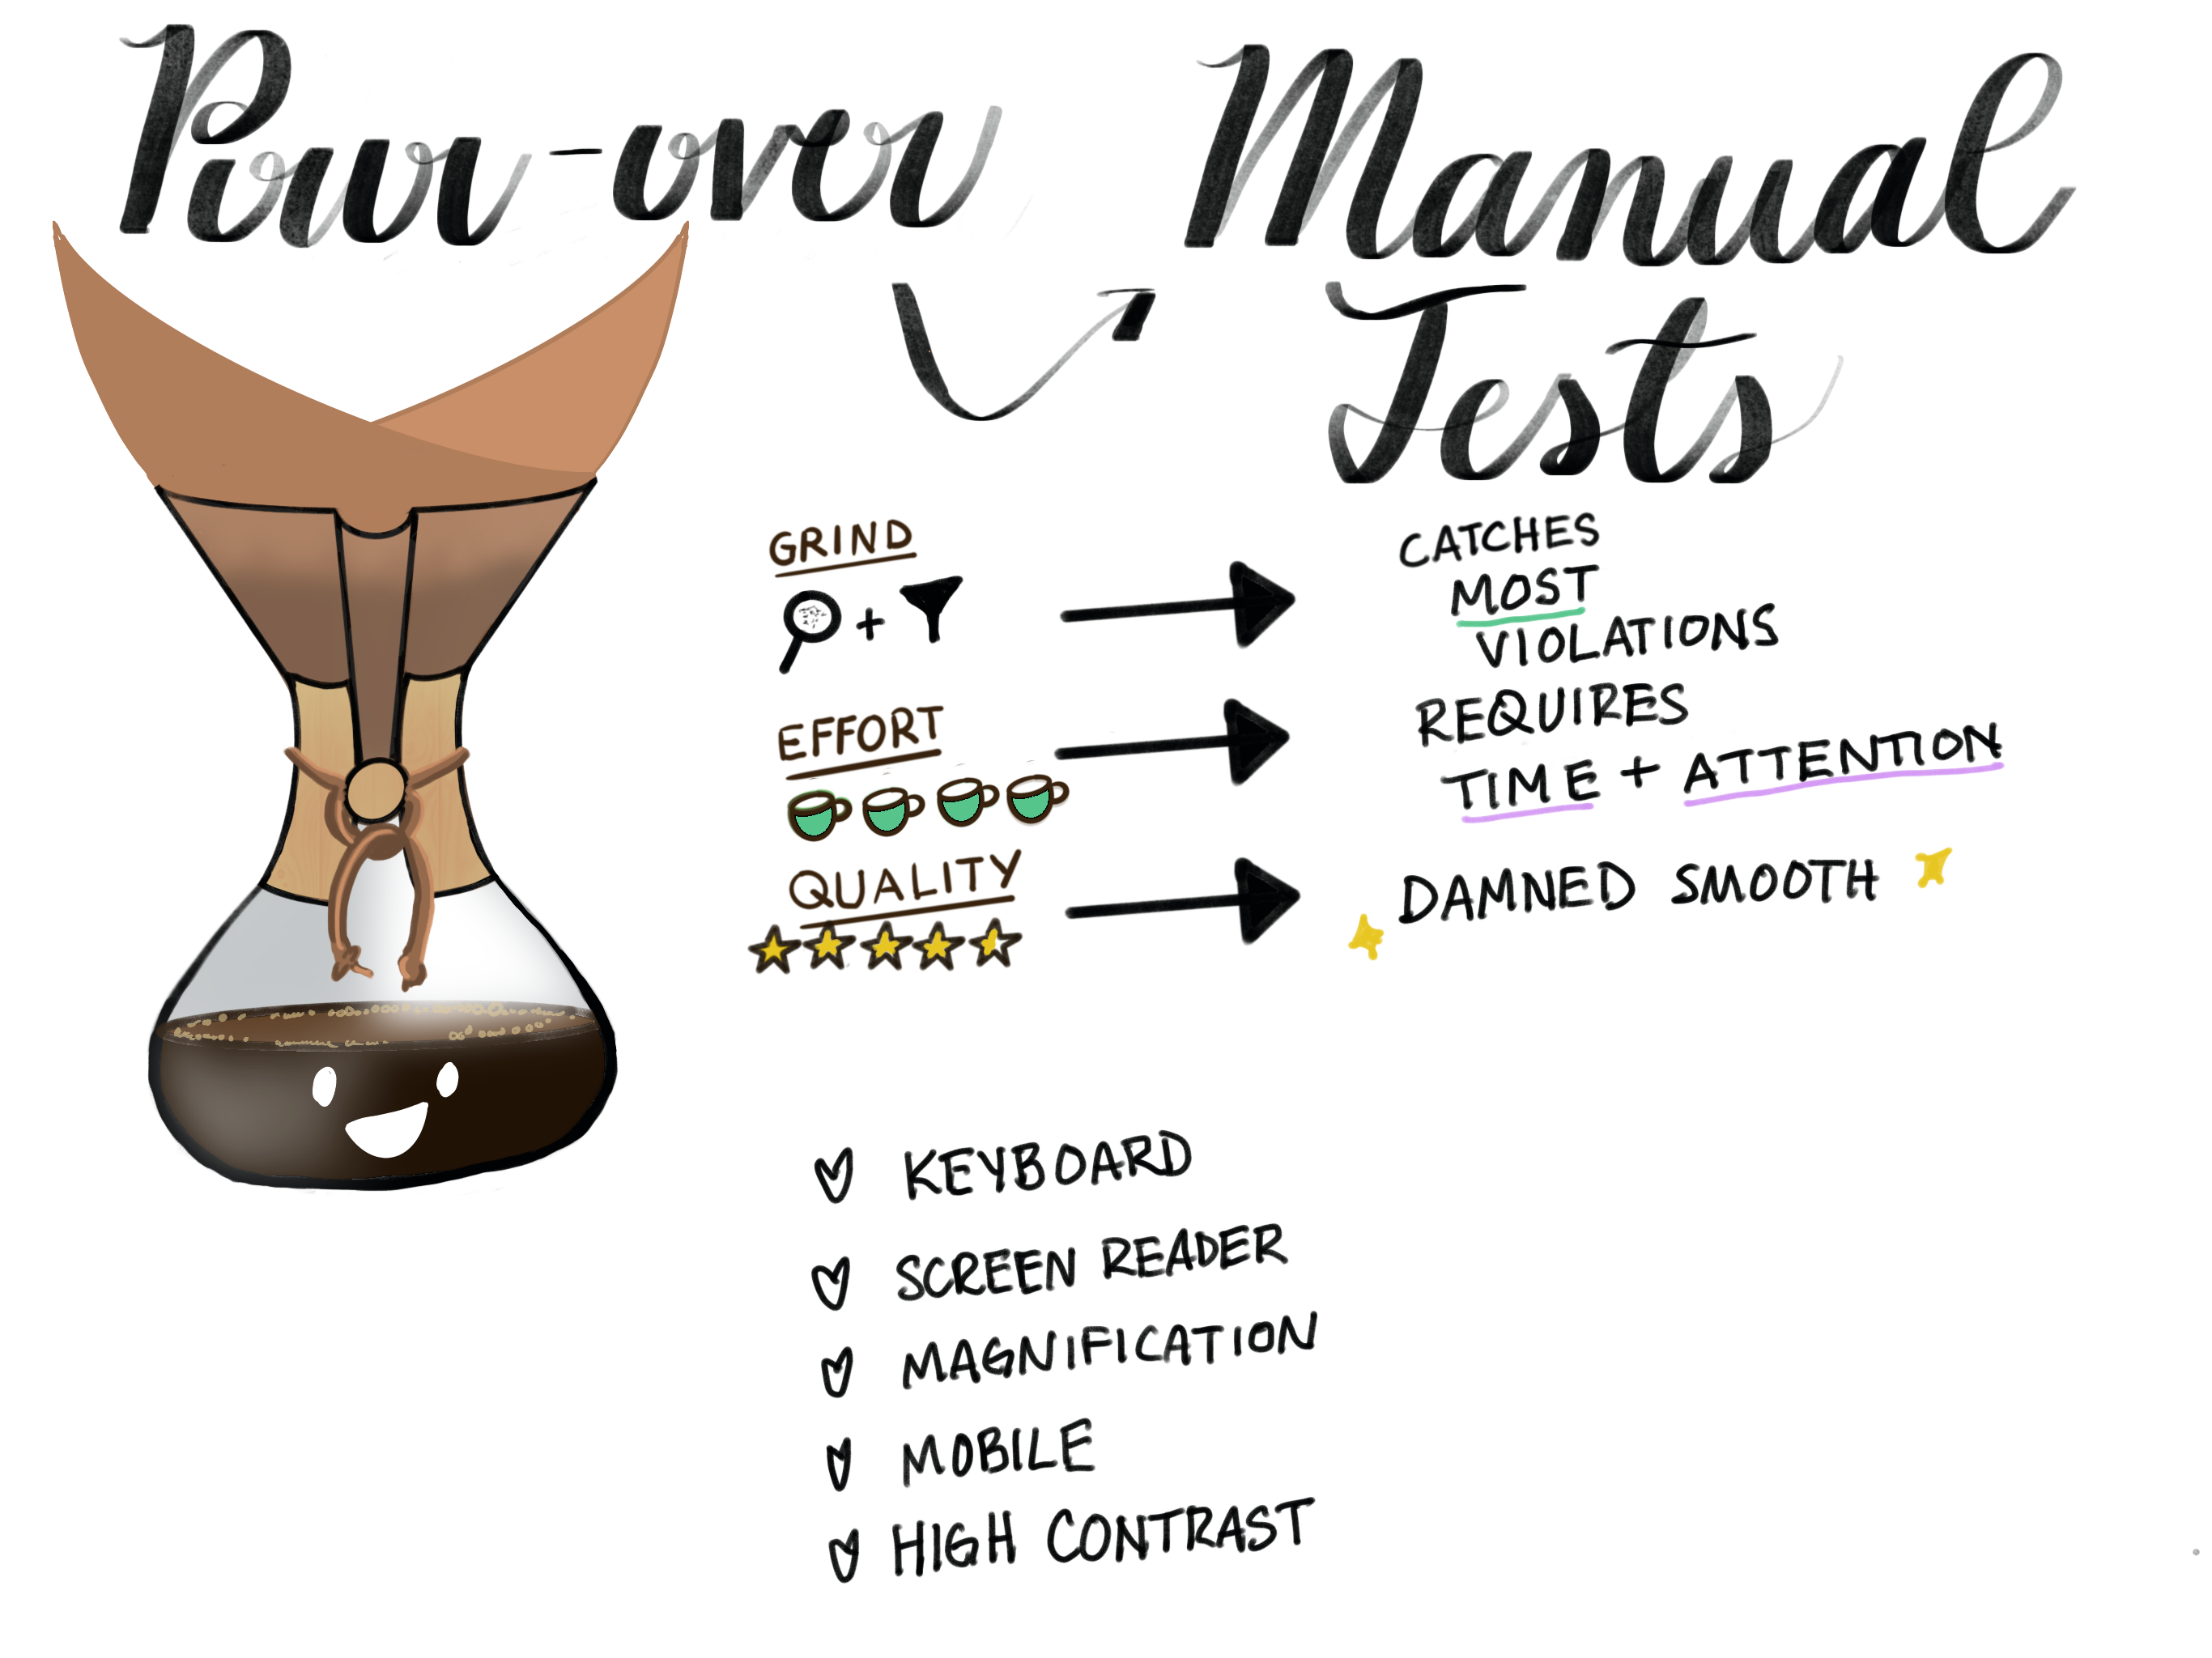 Pour-over
Manual
Tests
GRIND
+
CATCHES
MOST
VIOLATIONS
EFFORT
REQUIRES
TIME + ATTENTION
QUALITY
DAMNED SMOOTH
KEYBOARD
SCREEN READER
MAGNIFICATION
MOBILE
HIGH CONTRAST